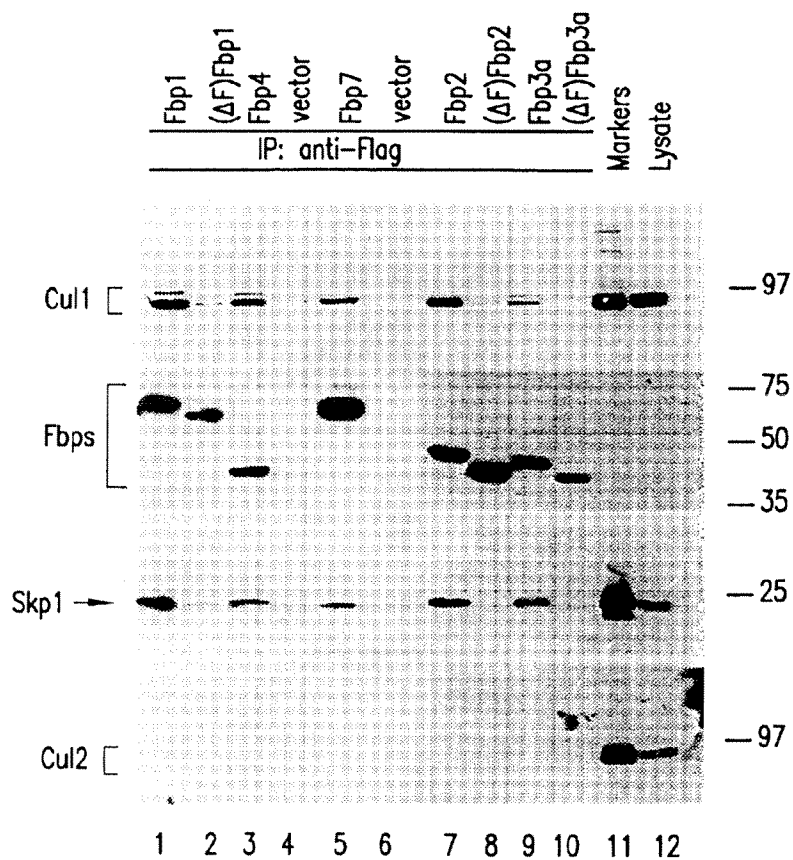 Fbp1
(ΔF)Fbp1
Fbp4
vector
Fbp7
vector
Fbp2
(ΔF)Fbp2
Fbp3a
(ΔF)Fbp3a
Markers
Lysate
IP: anti-Flag
Cul1
97
75
Fbps
50
35
Skp1
25
Cul2
97
1 2 3 4 5 6 7 8 9 10 11 12